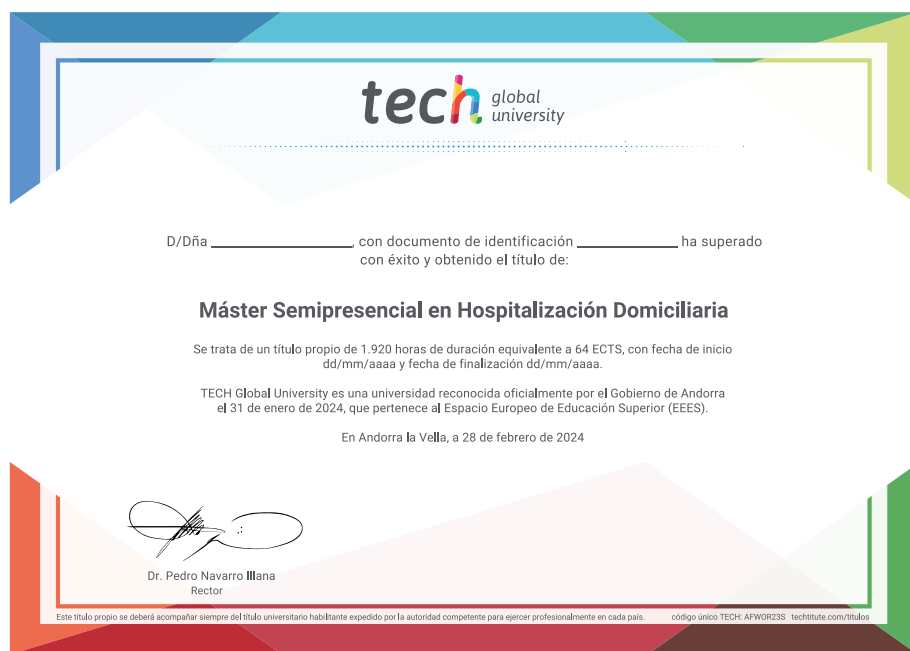 tech global
university
D/Dña ____________________, con documento de identificación ______________ ha superado
con éxito y obtenido el título de:
Máster Semipresencial en Hospitalización Domiciliaria
Se trata de un título propio de 1.920 horas de duración equivalente a 64 ECTS, con fecha de inicio
dd/mm/aaaa y fecha de finalización dd/mm/aaaa.
TECH Global University es una universidad reconocida oficialmente por el Gobierno de Andorra
el 31 de enero de 2024, que pertenece al Espacio Europeo de Educación Superior (EEES).
En Andorra la Vella, a 28 de febrero de 2024
Dr. Pedro Navarro Illana
Rector
Este título propio se deberá acompañar siempre del título universitario habilitante expedido por la autoridad competente para ejercer profesionalmente en cada país. código único TECH: AFWOR23S techtitute.com/titulos